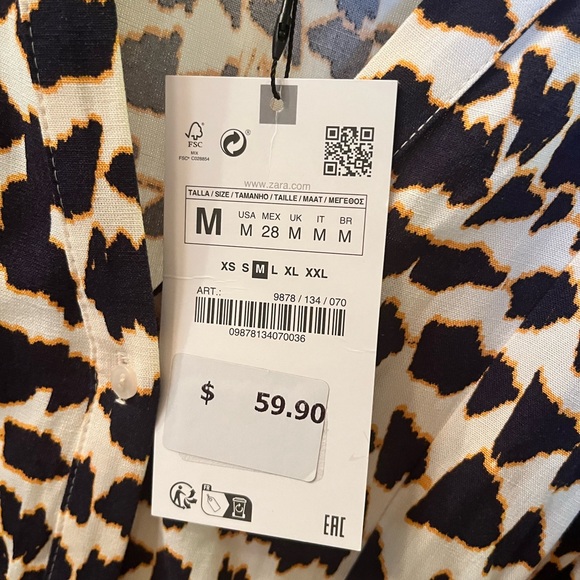 FSC
MIX
FSC® C028854
www.zara.com
TALLA / SIZE / TAMANHO / TAILLE / MAAT / ΜΕΓΕΘΟΣ
M
USA MEX UK IT BR
M 28 M M M
XS S M L XL XXL
ART.: 9878 / 134 / 070
09878134070036
$ 59.90
FR
EAC